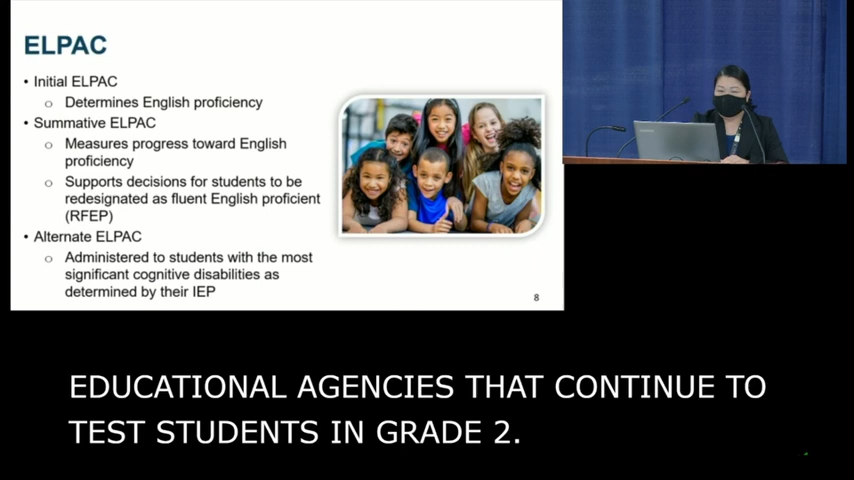 ELPAC
• Initial ELPAC
o Determines English proficiency
• Summative ELPAC
o Measures progress toward English
proficiency
o Supports decisions for students to be
redesignated as fluent English proficient
(RFEP)
• Alternate ELPAC
o Administered to students with the most
significant cognitive disabilities as
determined by their IEP
8
EDUCATIONAL AGENCIES THAT CONTINUE TO
TEST STUDENTS IN GRADE 2.